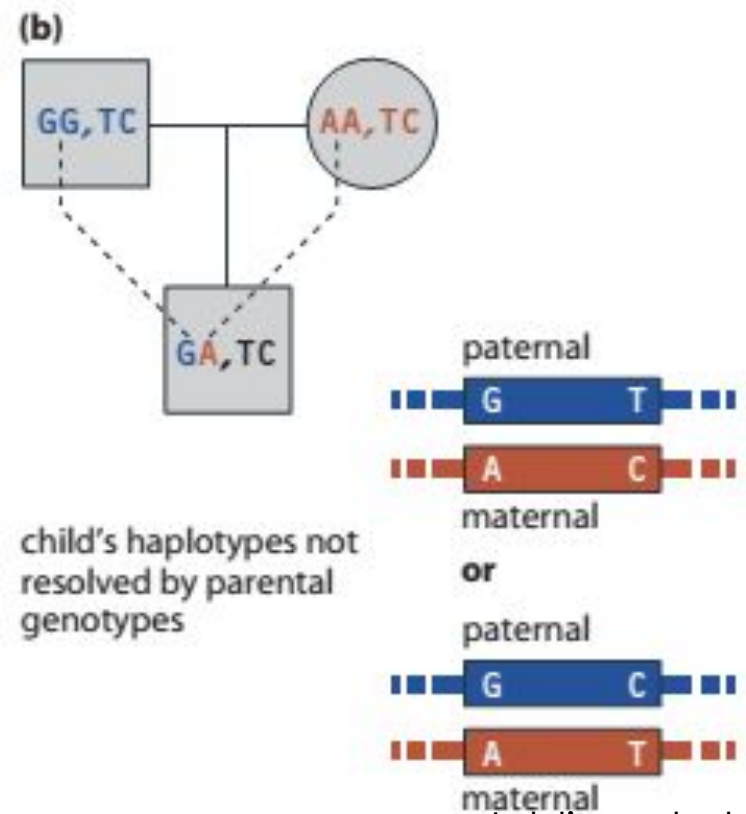 (b)
GG,TC
AA,TC
GA,TC
child's haplotypes not
resolved by parental
genotypes
paternal
G T
A C
maternal
or
paternal
G C
A T
maternal